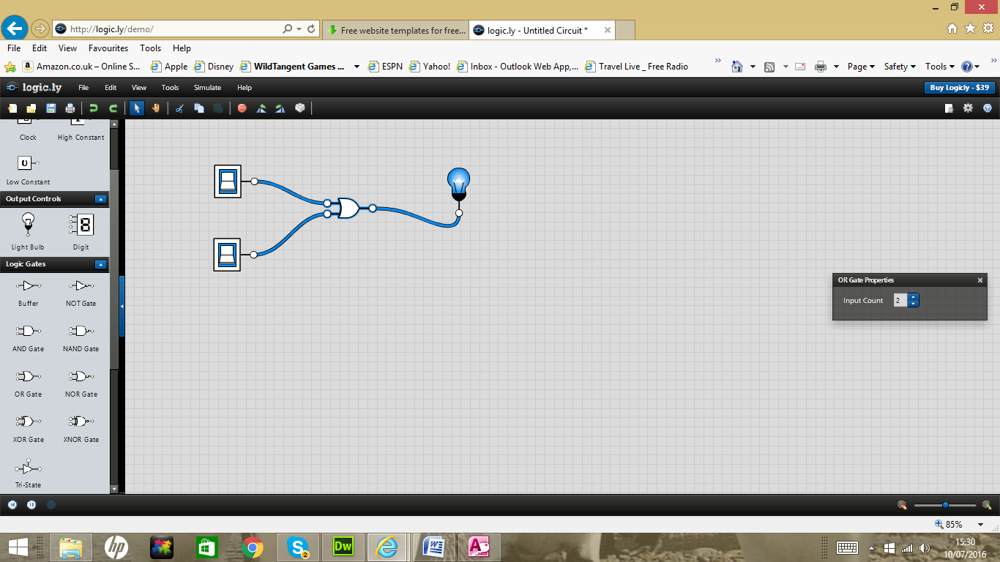 http://logic.ly/demo/
Free website templates for free...
logic.ly - Untitled Circuit *
File Edit View Favourites Tools Help
Amazon.co.uk – Online S... Apple Disney WildTangent Games ... ESPN Yahoo! Inbox - Outlook Web App,... Travel Live _ Free Radio Page Safety Tools
logic.ly File Edit View Tools Simulate Help Buy Logicly - $39
Clock High Constant
Low Constant
Output Controls
Light Bulb Digit
Logic Gates
Buffer NOT Gate
AND Gate NAND Gate
OR Gate NOR Gate
XOR Gate XNOR Gate
Tri-State
OR Gate Properties
Input Count 2
85%
hp
S 2
Dw
W
A
15:30
10/07/2016